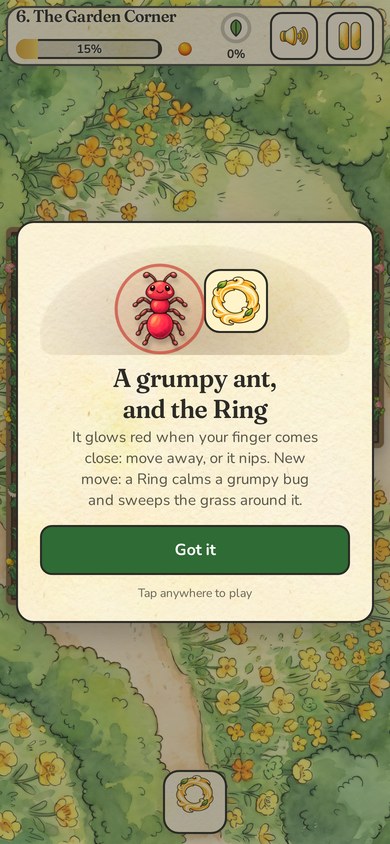 6. The Garden Corner
15%
0%
A grumpy ant,
and the Ring
It glows red when your finger comes
close: move away, or it nips. New
move: a Ring calms a grumpy bug
and sweeps the grass around it.
Got it
Tap anywhere to play